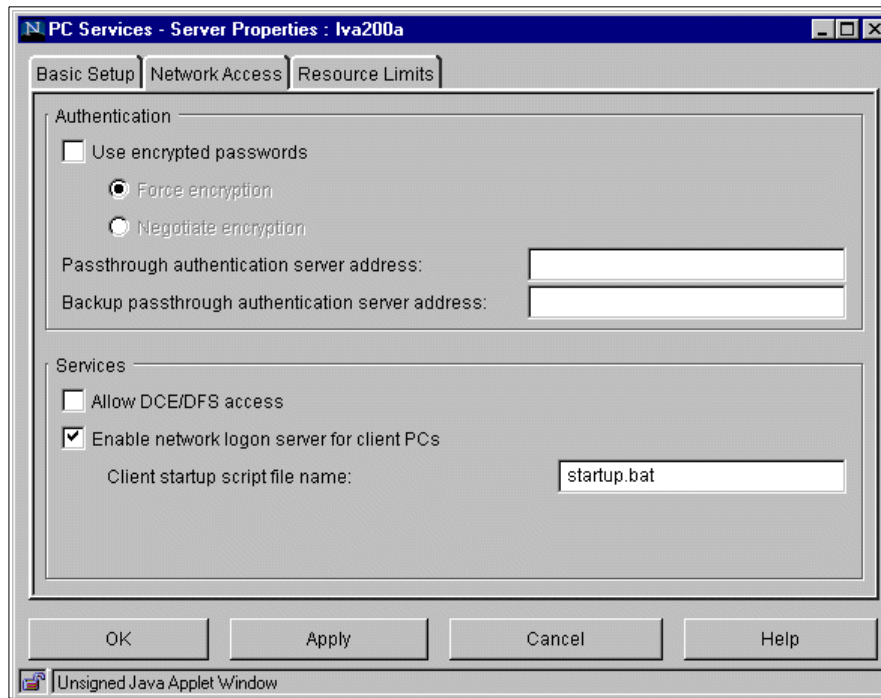 N PC Services - Server Properties : lva200a
Basic Setup Network Access Resource Limits
Authentication
Use encrypted passwords
Force encryption
Negotiate encryption
Passthrough authentication server address:
Backup passthrough authentication server address:
Services
Allow DCE/DFS access
Enable network logon server for client PCs
Client startup script file name: startup.bat
OK Apply Cancel Help
Unsigned Java Applet Window